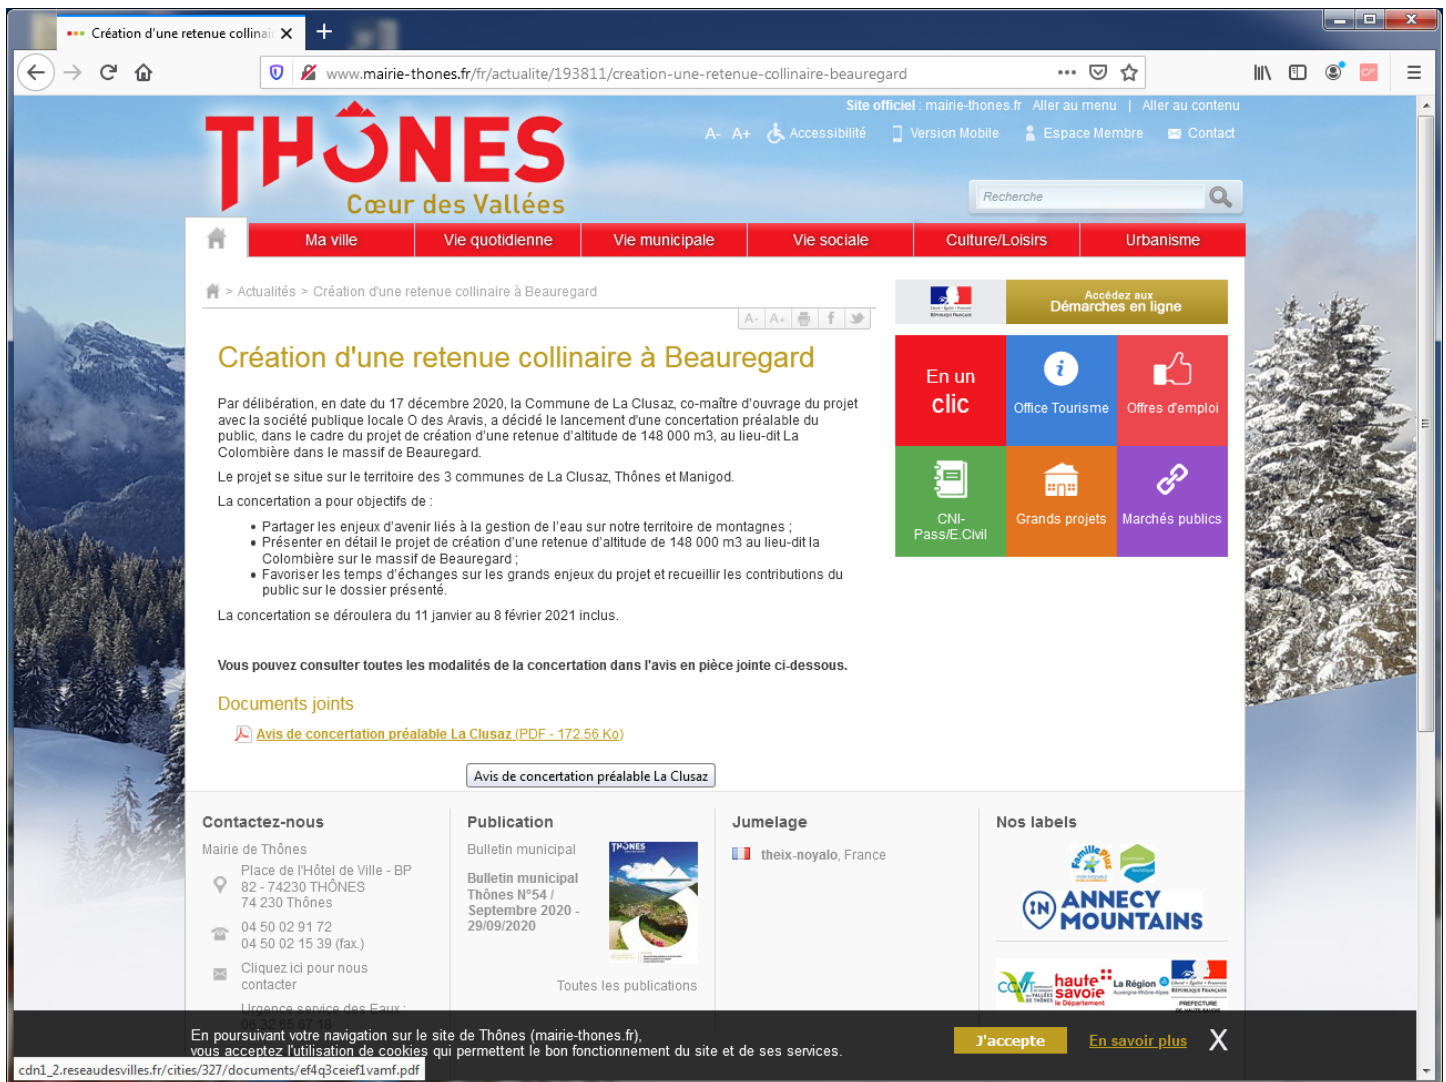 Création d'une retenue collinair
www.mairie-thones.fr/fr/actualite/193811/creation-une-retenue-collinaire-beauregard
Site officiel : mairie-thones.fr Aller au menu | Aller au contenu
A- A+ Accessibilité Version Mobile Espace Membre Contact
THÔNES
Cœur des Vallées
Recherche
Ma ville Vie quotidienne Vie municipale Vie sociale Culture/Loisirs Urbanisme
> Actualités > Création d'une retenue collinaire à Beauregard
A- A+
Création d'une retenue collinaire à Beauregard
Par délibération, en date du 17 décembre 2020, la Commune de La Clusaz, co-maître d'ouvrage du projet
avec la société publique locale O des Aravis, a décidé le lancement d'une concertation préalable du
public, dans le cadre du projet de création d'une retenue d'altitude de 148 000 m3, au lieu-dit La
Colombière dans le massif de Beauregard.
Le projet se situe sur le territoire des 3 communes de La Clusaz, Thônes et Manigod.
La concertation a pour objectifs de :
• Partager les enjeux d'avenir liés à la gestion de l'eau sur notre territoire de montagnes ;
• Présenter en détail le projet de création d'une retenue d'altitude de 148 000 m3 au lieu-dit la
Colombière sur le massif de Beauregard ;
• Favoriser les temps d'échanges sur les grands enjeux du projet et recueillir les contributions du
public sur le dossier présenté.
La concertation se déroulera du 11 janvier au 8 février 2021 inclus.
Vous pouvez consulter toutes les modalités de la concertation dans l'avis en pièce jointe ci-dessous.
Documents joints
Avis de concertation préalable La Clusaz (PDF - 172.56 Ko)
Avis de concertation préalable La Clusaz
Accédez aux
Démarches en ligne
En un
clic
Office Tourisme
Offres d'emploi
CNI-
Pass/E.Civil
Grands projets
Marchés publics
Contactez-nous
Mairie de Thônes
Place de l'Hôtel de Ville - BP
82 - 74230 THÔNES
74 230 Thônes
04 50 02 91 72
04 50 02 15 39 (fax.)
Cliquez ici pour nous
contacter
Urgence service des Eaux :
Publication
Bulletin municipal
Bulletin municipal
Thônes N°54 /
Septembre 2020 -
29/09/2020
THÔNES
Toutes les publications
Jumelage
theix-noyalo, France
Nos labels
Famille Plus
IN ANNECY
MOUNTAINS
haute
savoie
le Département
La Région
Auvergne-Rhône-Alpes
RÉPUBLIQUE FRANÇAISE
PREFECTURE
En poursuivant votre navigation sur le site de Thônes (mairie-thones.fr),
vous acceptez l'utilisation de cookies qui permettent le bon fonctionnement du site et de ses services.
J'accepte En savoir plus X
cdn1_2.reseaudesvilles.fr/cities/327/documents/ef4q3ceief1vamf.pdf